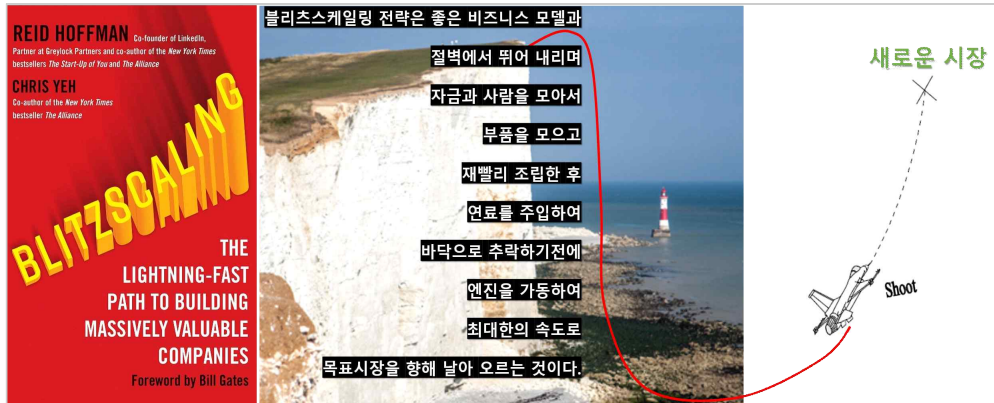 REID HOFFMAN Co-founder of LinkedIn,
Partner at Greylock Partners and co-author of the New York Times
bestsellers The Start-Up of You and The Alliance
CHRIS YEH
Co-author of the New York Times
bestseller The Alliance
BLITZSCALING
THE
LIGHTNING-FAST
PATH TO BUILDING
MASSIVELY VALUABLE
COMPANIES
Foreword by Bill Gates
블리츠스케일링 전략은 좋은 비즈니스 모델과
절벽에서 뛰어 내리며
자금과 사람을 모아서
부품을 모으고
재빨리 조립한 후
연료를 주입하여
바닥으로 추락하기전에
엔진을 가동하여
최대한의 속도로
목표시장을 향해 날아 오르는 것이다.
새로운 시장
Shoot